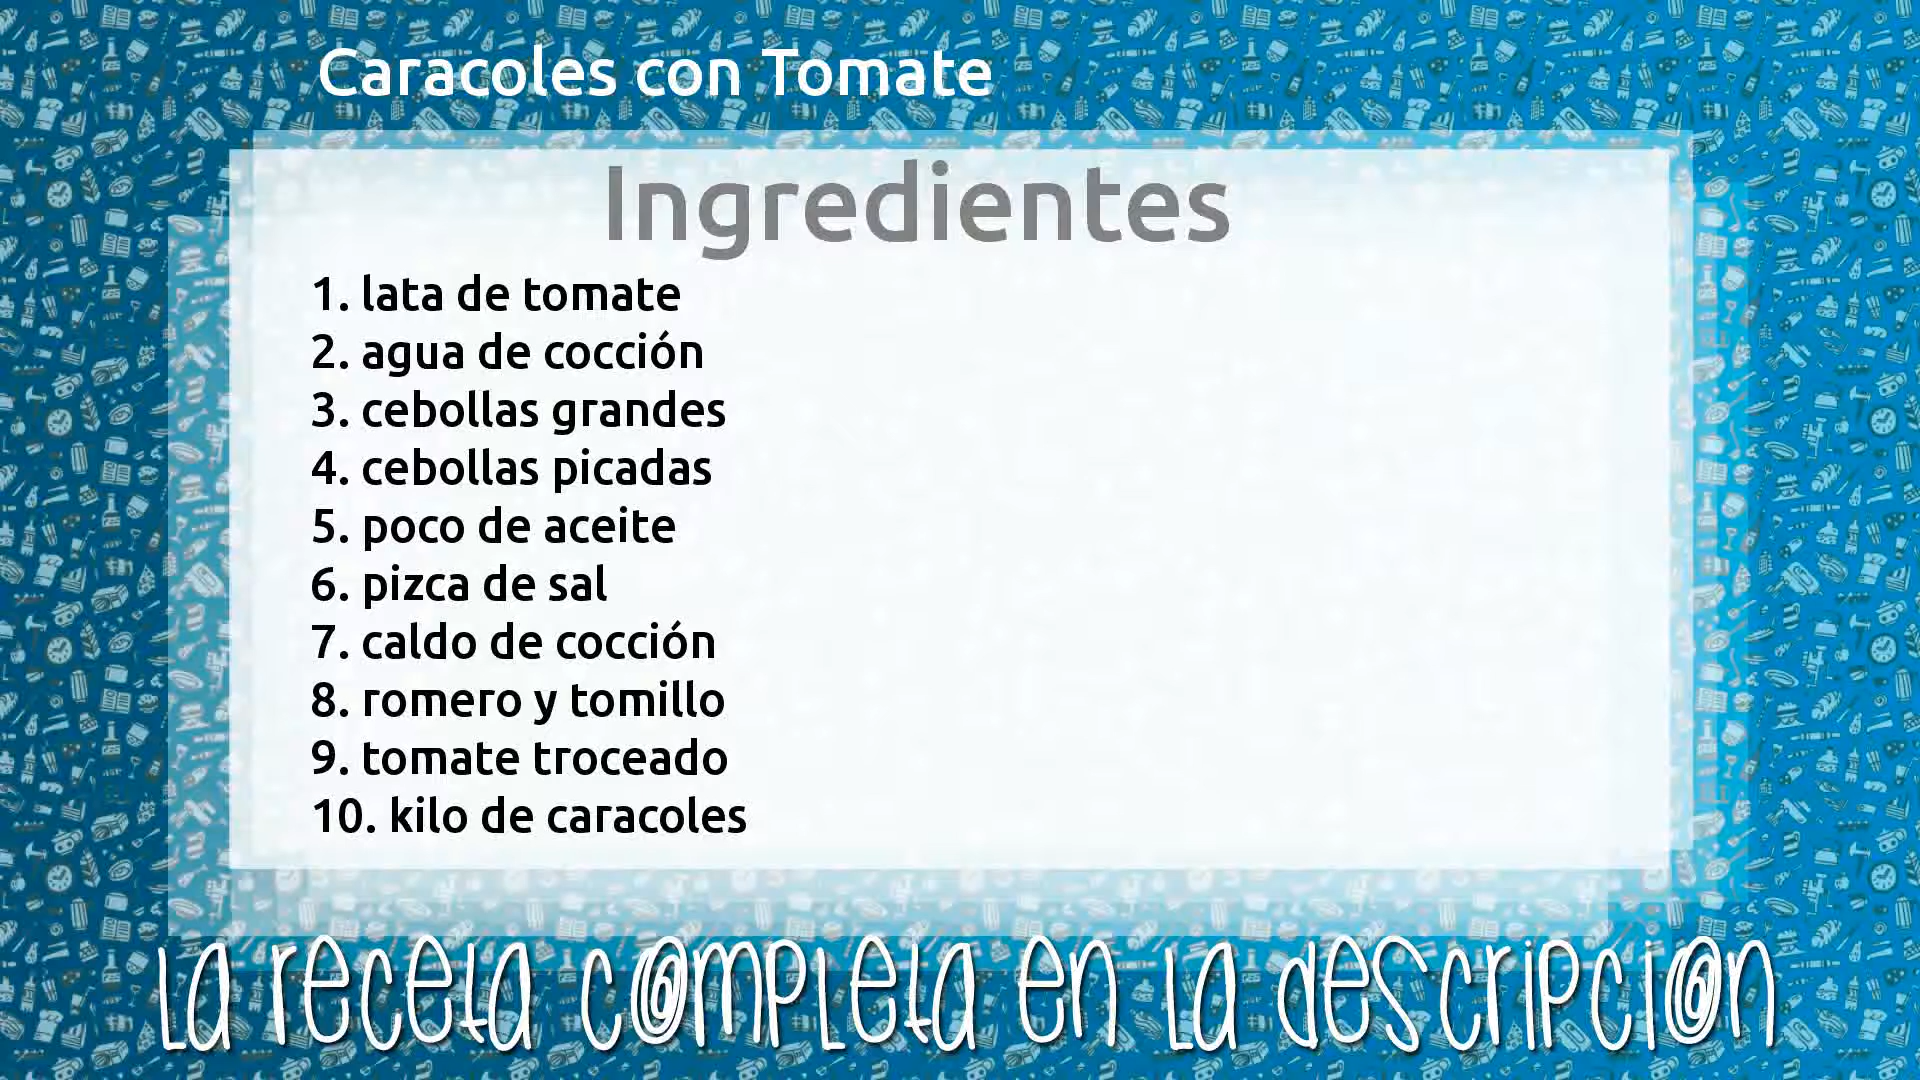 Caracoles con Tomate
Ingredientes
1. lata de tomate
2. agua de cocción
3. cebollas grandes
4. cebollas picadas
5. poco de aceite
6. pizca de sal
7. caldo de cocción
8. romero y tomillo
9. tomate troceado
10. kilo de caracoles
La receta c@mpleta en la descripci@n